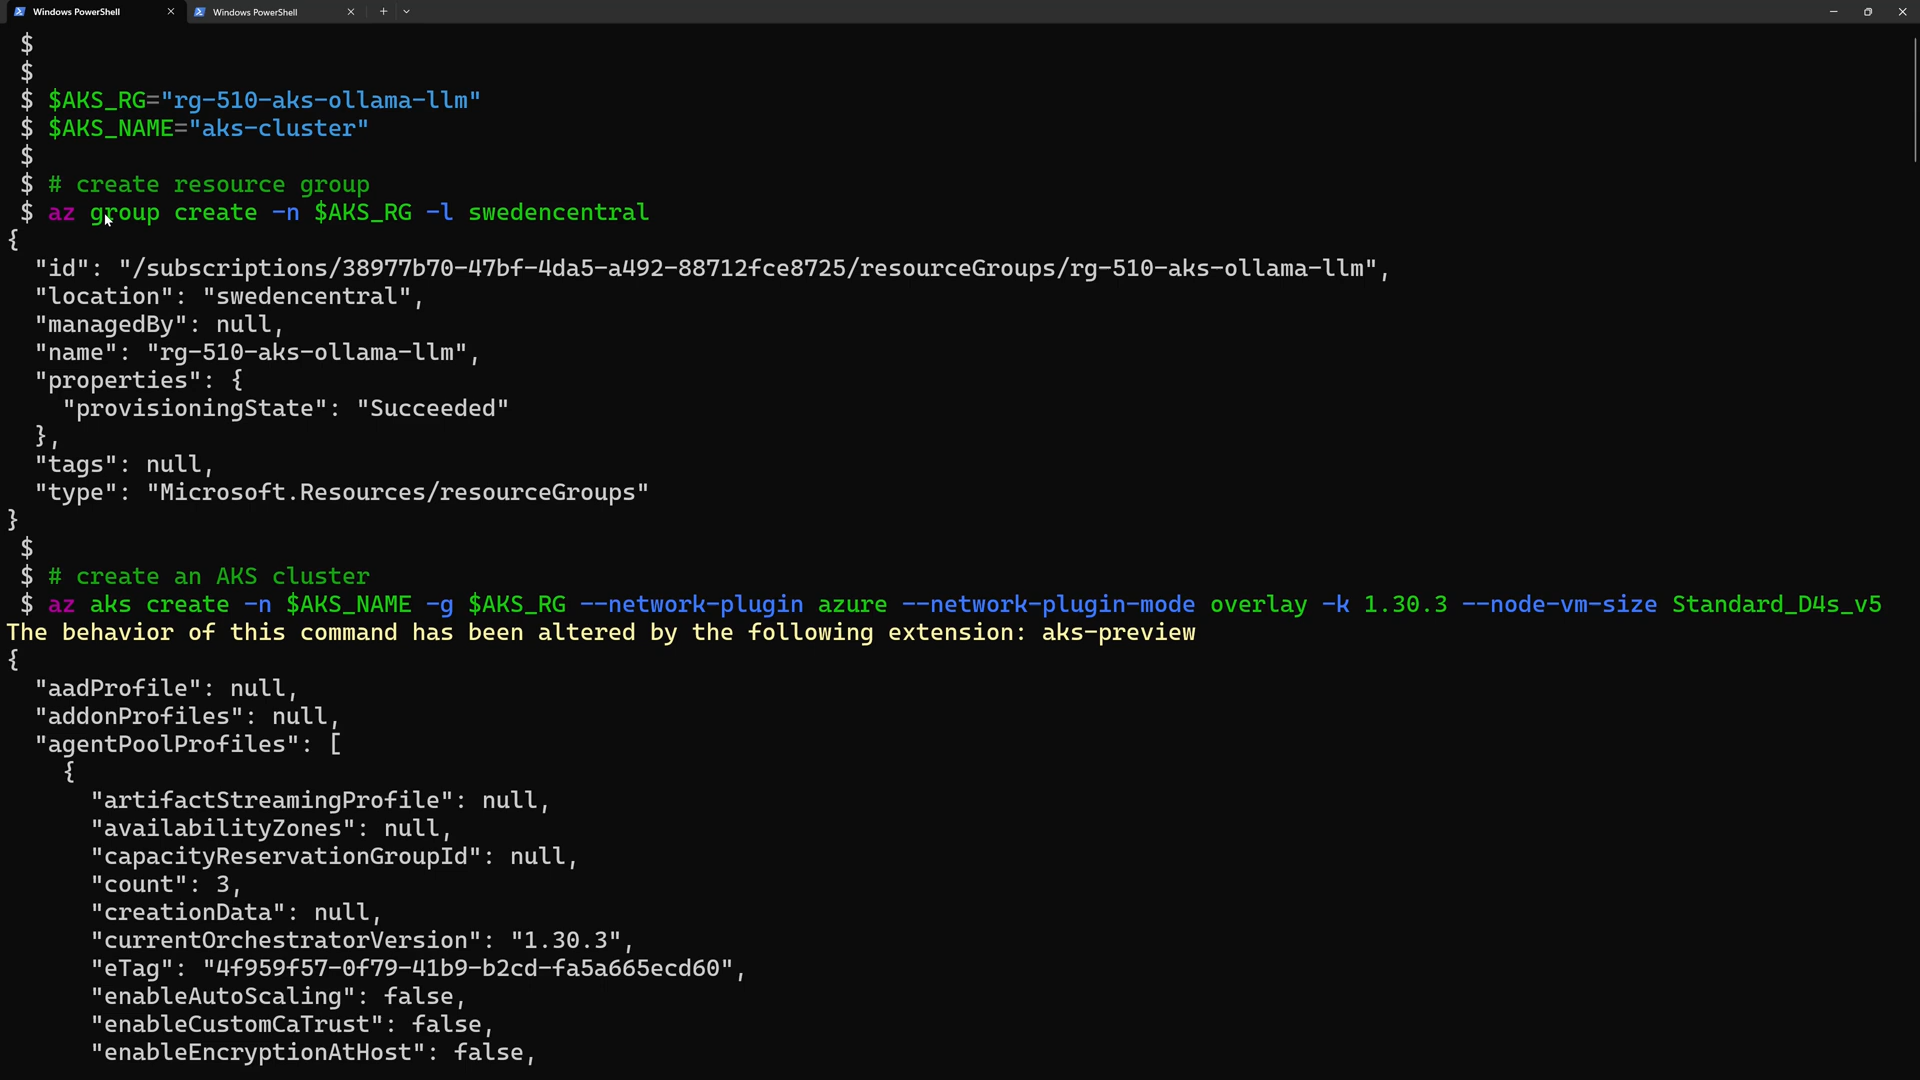 Windows PowerShell
Windows PowerShell
$
$
$ $AKS_RG="rg-510-aks-ollama-llm"
$ $AKS_NAME="aks-cluster"
$
$ # create resource group
$ az group create -n $AKS_RG -l swedencentral
{
  "id": "/subscriptions/38977b70-47bf-4da5-a492-88712fce8725/resourceGroups/rg-510-aks-ollama-llm",
  "location": "swedencentral",
  "managedBy": null,
  "name": "rg-510-aks-ollama-llm",
  "properties": {
    "provisioningState": "Succeeded"
  },
  "tags": null,
  "type": "Microsoft.Resources/resourceGroups"
}
$
$ # create an AKS cluster
$ az aks create -n $AKS_NAME -g $AKS_RG --network-plugin azure --network-plugin-mode overlay -k 1.30.3 --node-vm-size Standard_D4s_v5
The behavior of this command has been altered by the following extension: aks-preview
{
  "aadProfile": null,
  "addonProfiles": null,
  "agentPoolProfiles": [
    {
      "artifactStreamingProfile": null,
      "availabilityZones": null,
      "capacityReservationGroupId": null,
      "count": 3,
      "creationData": null,
      "currentOrchestratorVersion": "1.30.3",
      "eTag": "4f959f57-0f79-41b9-b2cd-fa5a665ecd60",
      "enableAutoScaling": false,
      "enableCustomCaTrust": false,
      "enableEncryptionAtHost": false,